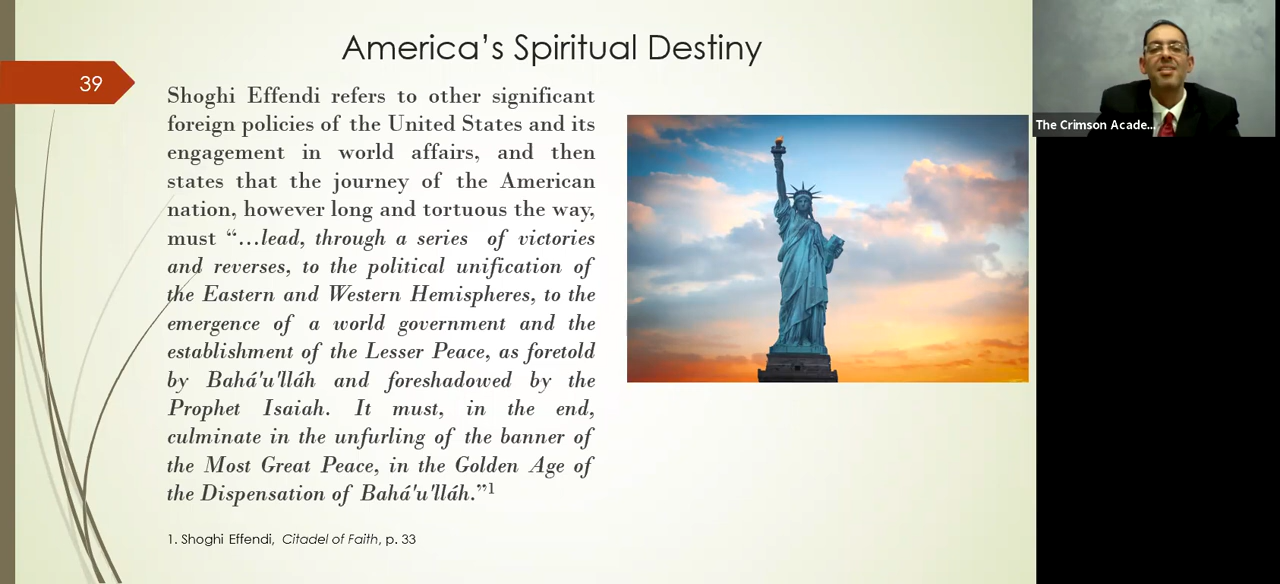 America’s Spiritual Destiny
39
Shoghi Effendi refers to other significant
foreign policies of the United States and its
engagement in world affairs, and then
states that the journey of the American
nation, however long and tortuous the way,
must “…lead, through a series of victories
and reverses, to the political unification of
the Eastern and Western Hemispheres, to the
emergence of a world government and the
establishment of the Lesser Peace, as foretold
by Bahá'u'lláh and foreshadowed by the
Prophet Isaiah. It must, in the end,
culminate in the unfurling of the banner of
the Most Great Peace, in the Golden Age of
the Dispensation of Bahá'u'lláh.”1
1. Shoghi Effendi, Citadel of Faith, p. 33
The Crimson Acade...